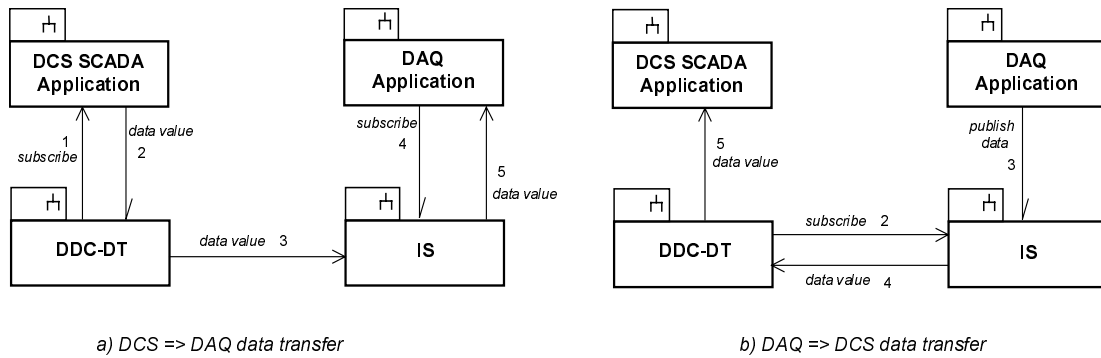 DCS SCADA
Application
1
subscribe
data value
2
DDC-DT
data value 3
DAQ
Application
subscribe
4
5
data value
IS
a) DCS => DAQ data transfer
DCS SCADA
Application
5
data value
DDC-DT
subscribe 2
data value 4
DAQ
Application
publish
data
3
IS
b) DAQ => DCS data transfer